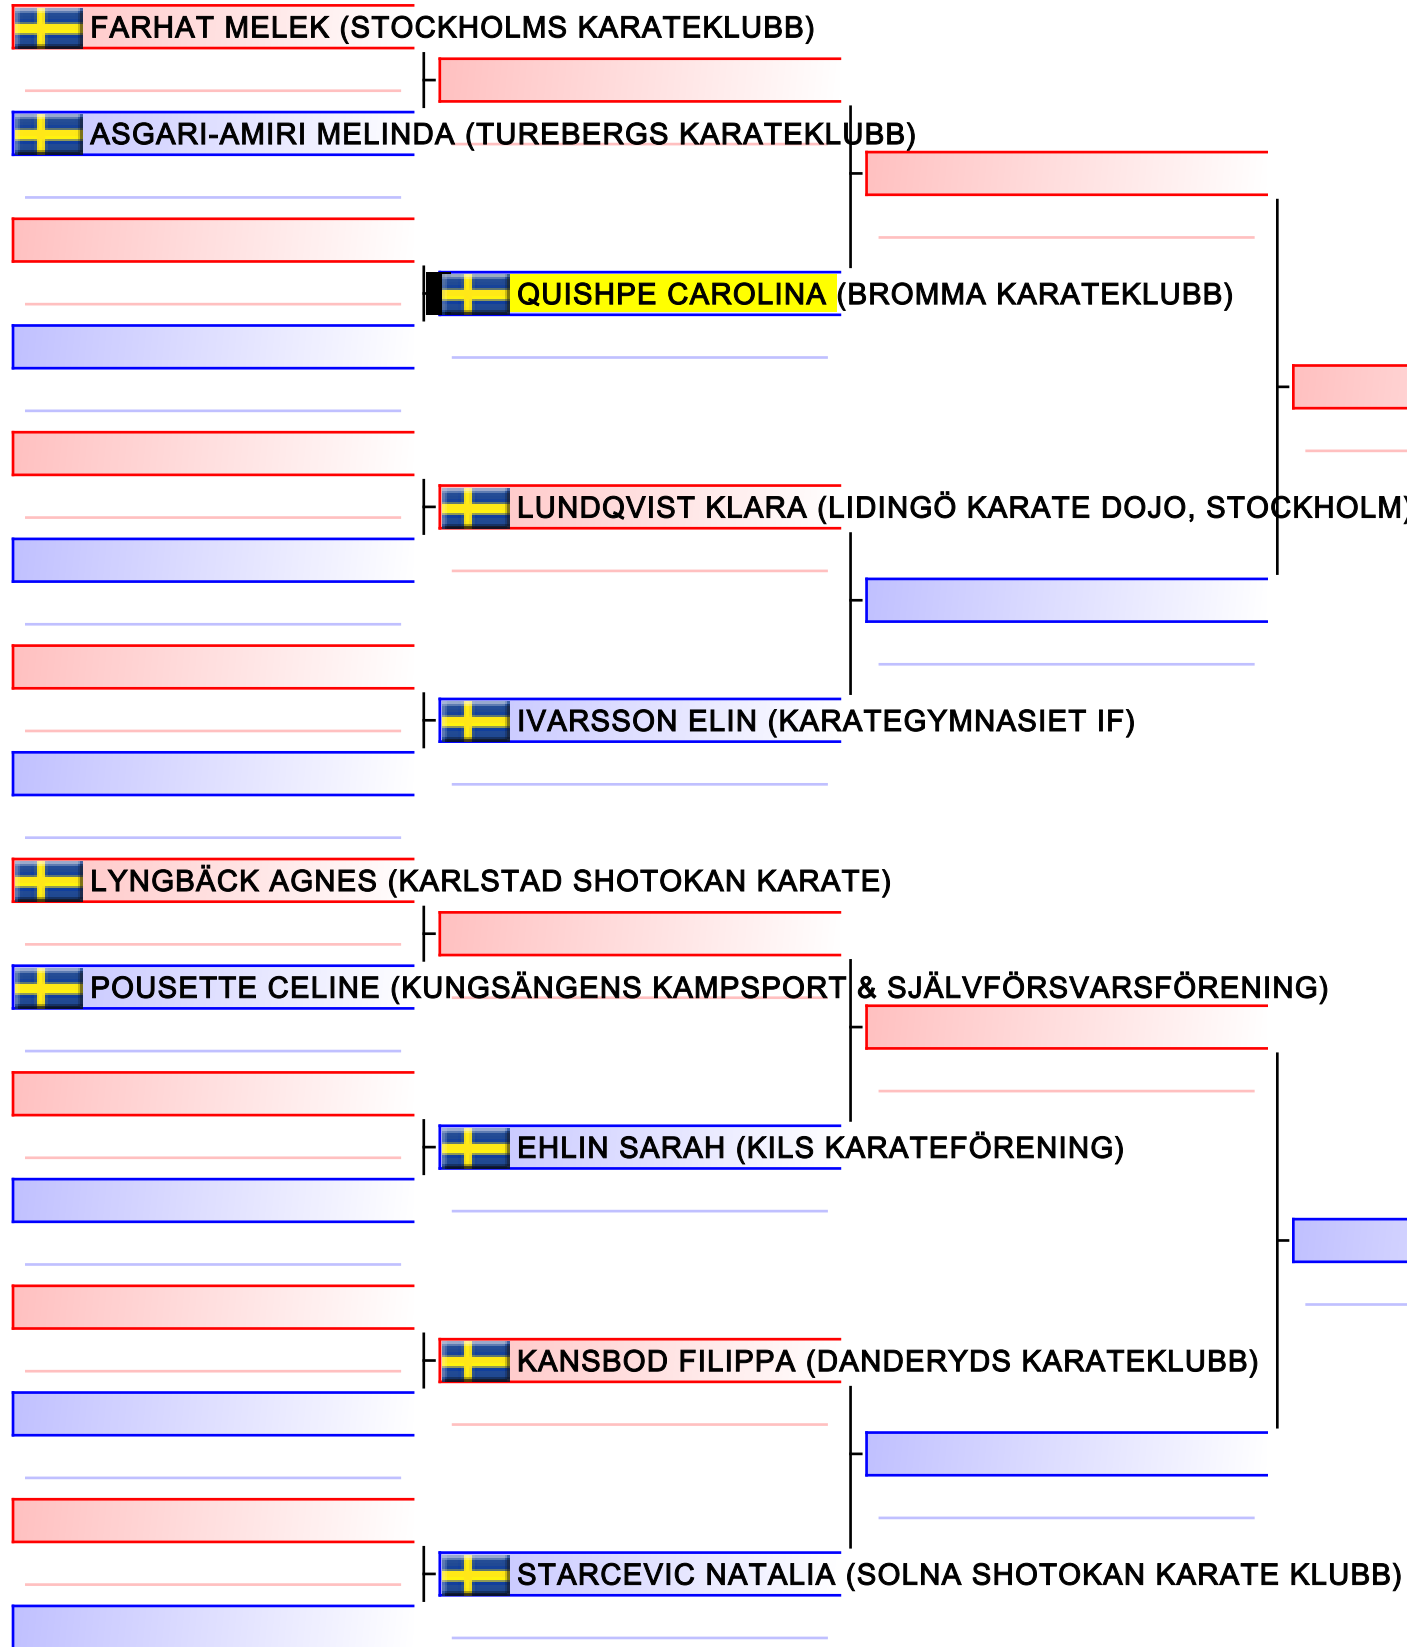 FARHAT MELEK (STOCKHOLMS KARATEKLUBB)
ASGARI-AMIRI MELINDA (TUREBERGS KARATEKLUBB)
QUISHPE CAROLINA (BROMMA KARATEKLUBB)
LUNDQVIST KLARA (LIDINGÖ KARATE DOJO, STOCKHOLM)
IVARSSON ELIN (KARATEGYMNASIET IF)
LYNGBÄCK AGNES (KARLSTAD SHOTOKAN KARATE)
POUSETTE CELINE (KUNGSÄNGENS KAMPSPORT & SJÄLVFÖRSVARSFÖRENING)
EHLIN SARAH (KILS KARATEFÖRENING)
KANSBOD FILIPPA (DANDERYDS KARATEKLUBB)
STARCEVIC NATALIA (SOLNA SHOTOKAN KARATE KLUBB)